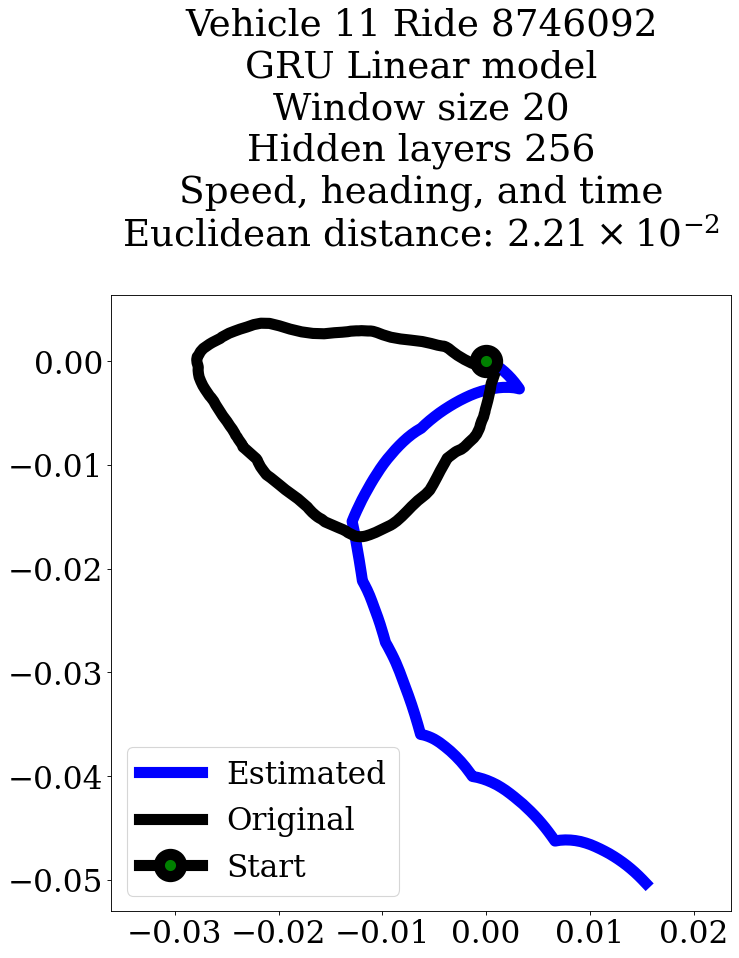 Vehicle 11 Ride 8746092
GRU Linear model
Window size 20
Hidden layers 256
Speed, heading, and time
Euclidean distance: 2.21 × 10⁻²
0.00
−0.01
−0.02
−0.03
−0.04
−0.05
Estimated
Original
Start
−0.03 −0.02 −0.01 0.00 0.01 0.02